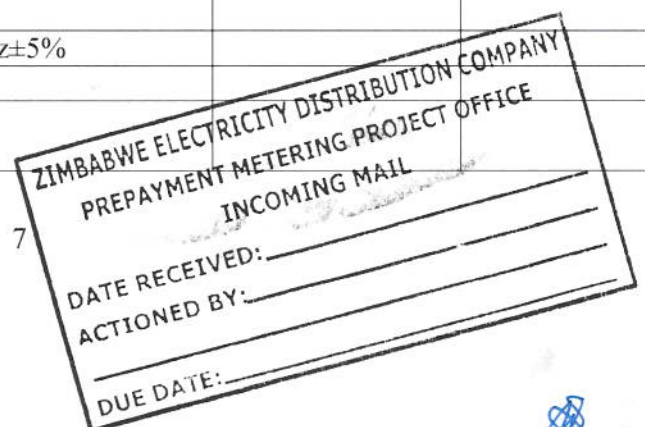 z±5%
ZIMBABWE ELECTRICITY DISTRIBUTION COMPANY
PREPAYMENT METERING PROJECT OFFICE
INCOMING MAIL
7
DATE RECEIVED:
ACTIONED BY:
DUE DATE: